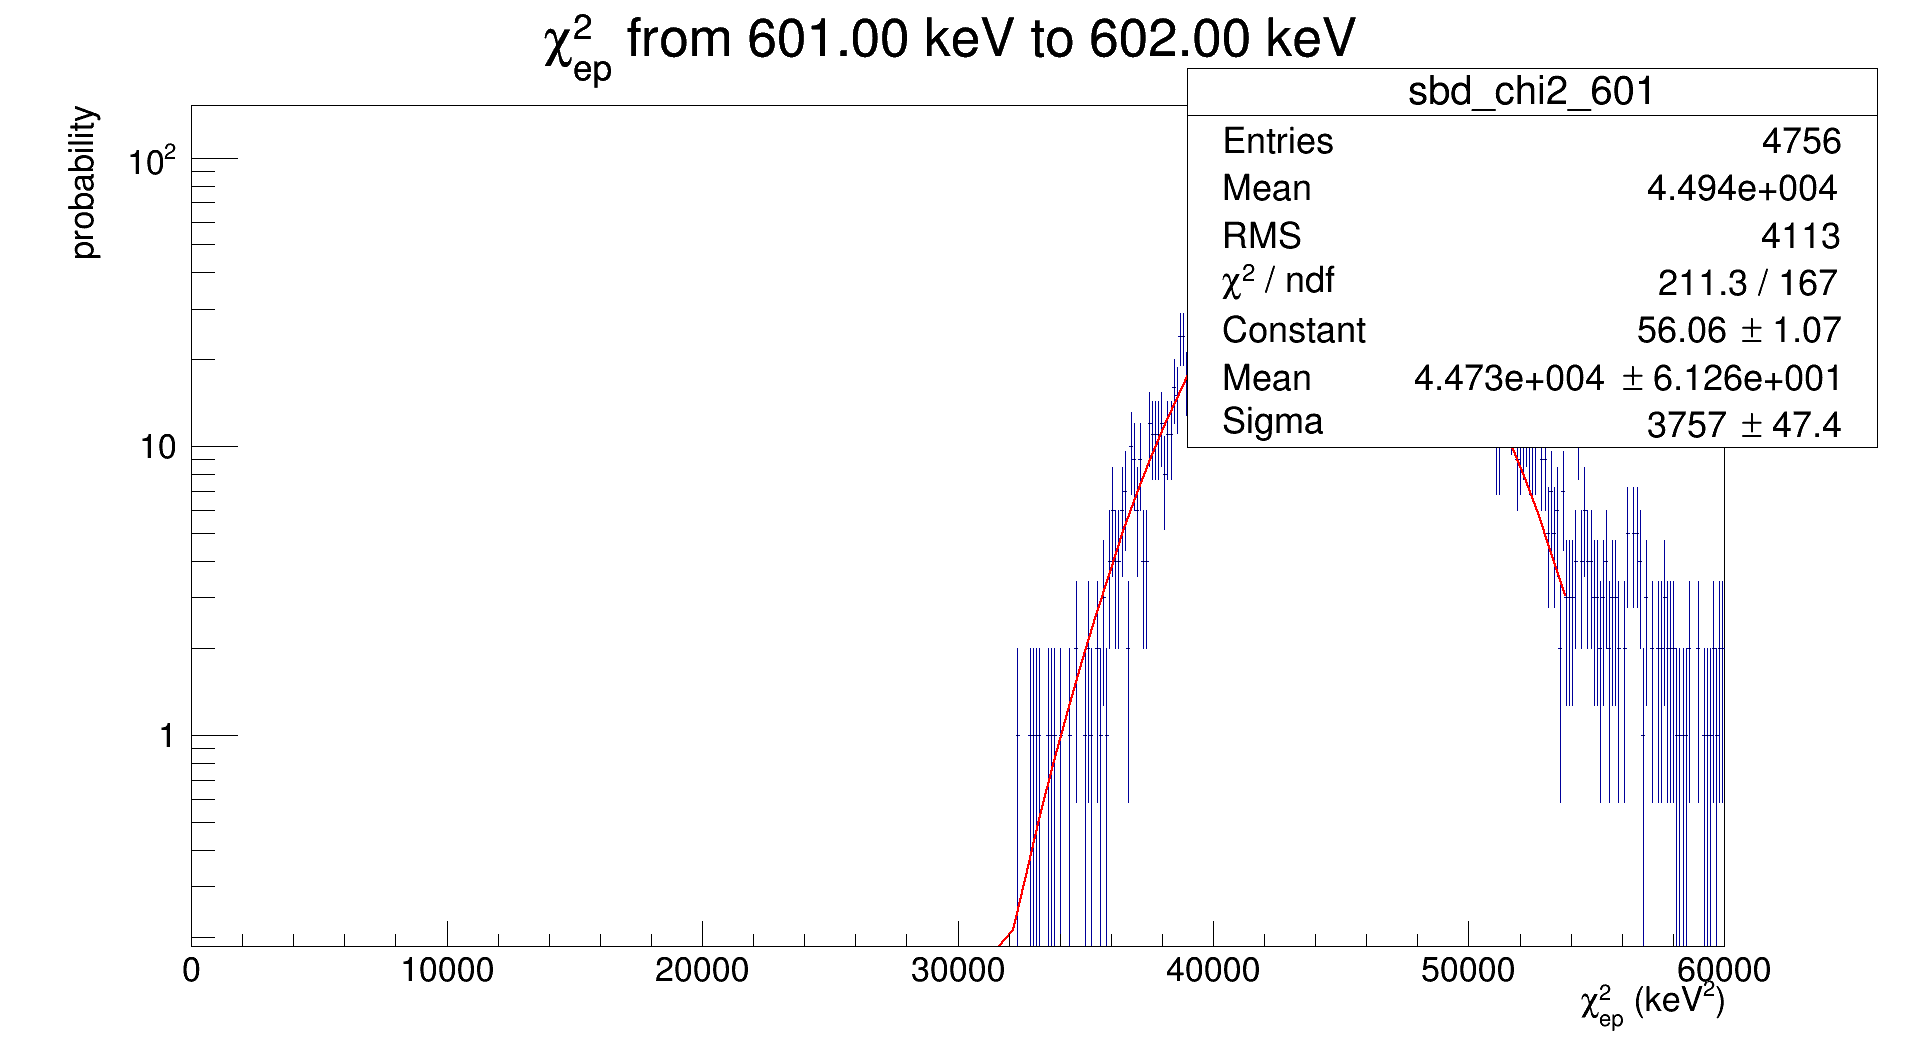 χ²ep from 601.00 keV to 602.00 keV
sbd_chi2_601
Entries 4756
Mean 4.494e+004
RMS 4113
χ² / ndf 211.3 / 167
Constant 56.06 ± 1.07
Mean 4.473e+004 ± 6.126e+001
Sigma 3757 ± 47.4
probability
10²
10
1
0 10000 20000 30000 40000 50000 60000
χ²ep (keV²)